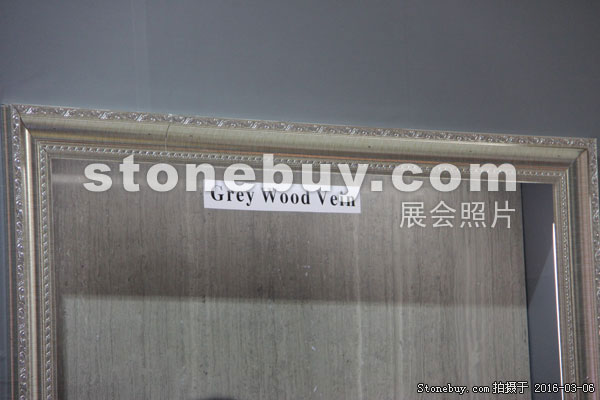 stonebuy.com
Grey Wood Vein
展会照片
Stonebuy.com 拍摄于 2016-03-06